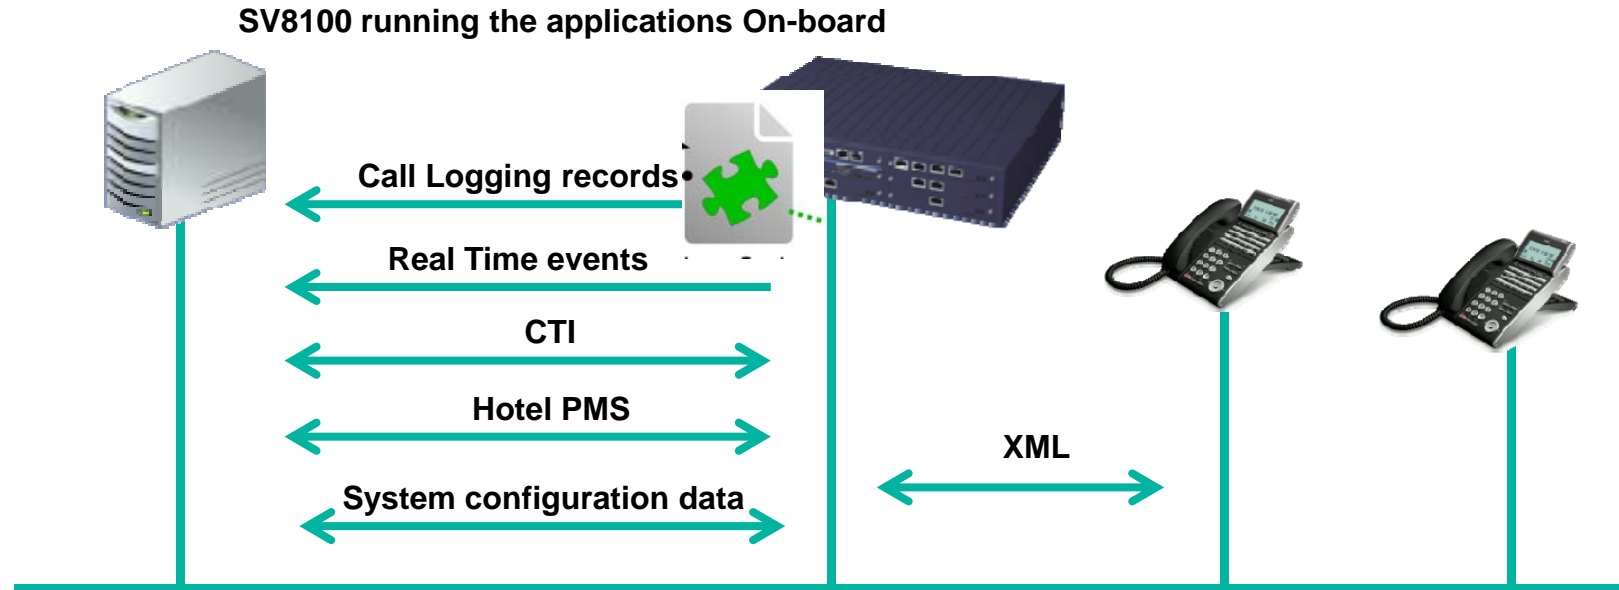 SV8100 running the applications On-board
Call Logging records
Real Time events
CTI
Hotel PMS
XML
System configuration data